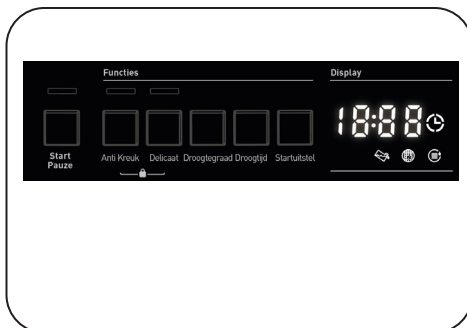 Functies
Display
18:88
Start
Pauze
Anti Kreuk
Delicaat
Droogtegraad
Droogtijd
Startuitstel